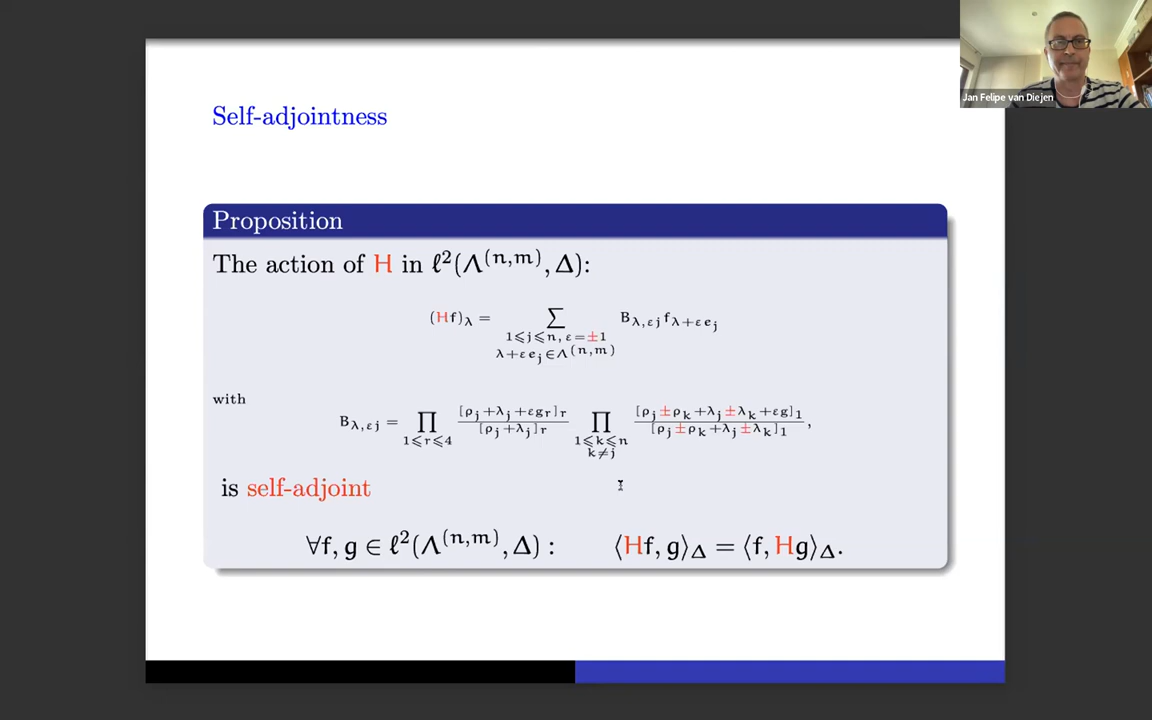 Jan Felipe van Diejen
Self-adjointness
Proposition
The action of H in ℓ²(Λ⁽ⁿ,ᵐ⁾, Δ):
(Hf)_λ = ∑_{1⩽j⩽n, ε=±1, λ+εe_j∈Λ^(n,m)} B_{λ,εj} f_{λ+εe_j}
with
B_{λ,εj} = ∏_{1⩽r⩽4} [ρ_j+λ_j+εg_r]_r / [ρ_j+λ_j]_r ∏_{1⩽k⩽n, k≠j} [ρ_j±ρ_k+λ_j±λ_k+εg]_1 / [ρ_j±ρ_k+λ_j±λ_k]_1 ,
is self-adjoint
∀f, g ∈ ℓ²(Λ⁽ⁿ,ᵐ⁾, Δ) : ⟨Hf, g⟩_Δ = ⟨f, Hg⟩_Δ.